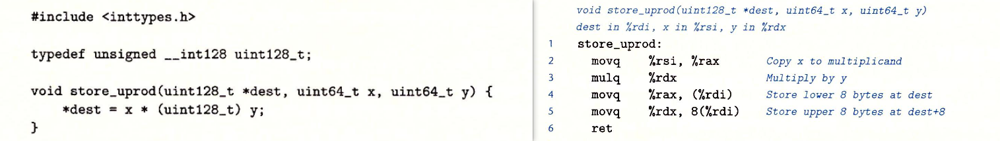 #include <inttypes.h>
typedef unsigned __int128 uint128_t;
void store_uprod(uint128_t *dest, uint64_t x, uint64_t y) {
    *dest = x * (uint128_t) y;
}
void store_uprod(uint128_t *dest, uint64_t x, uint64_t y)
dest in %rdi, x in %rsi, y in %rdx
1 store_uprod:
2 movq %rsi, %rax Copy x to multiplicand
3 mulq %rdx Multiply by y
4 movq %rax, (%rdi) Store lower 8 bytes at dest
5 movq %rdx, 8(%rdi) Store upper 8 bytes at dest+8
6 ret